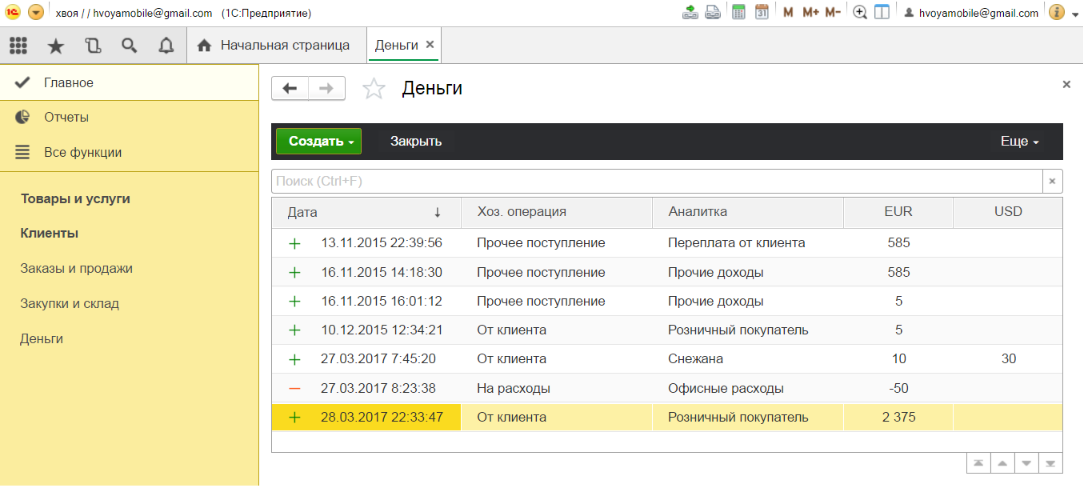 хвоя / / hvoyamobile@gmail.com (1С:Предприятие) M M+ M- hvoyamobile@gmail.com
Начальная страница Деньги
Главное
Отчеты
Все функции
Товары и услуги
Клиенты
Заказы и продажи
Закупки и склад
Деньги
Деньги
Создать Закрыть Еще
Поиск (Ctrl+F)
Дата Хоз. операция Аналитка EUR USD
13.11.2015 22:39:56 Прочее поступление Переплата от клиента 585
16.11.2015 14:18:30 Прочее поступление Прочие доходы 585
16.11.2015 16:01:12 Прочее поступление Прочие доходы 5
10.12.2015 12:34:21 От клиента Розничный покупатель 5
27.03.2017 7:45:20 От клиента Снежана 10 30
27.03.2017 8:23:38 На расходы Офисные расходы -50
28.03.2017 22:33:47 От клиента Розничный покупатель 2 375